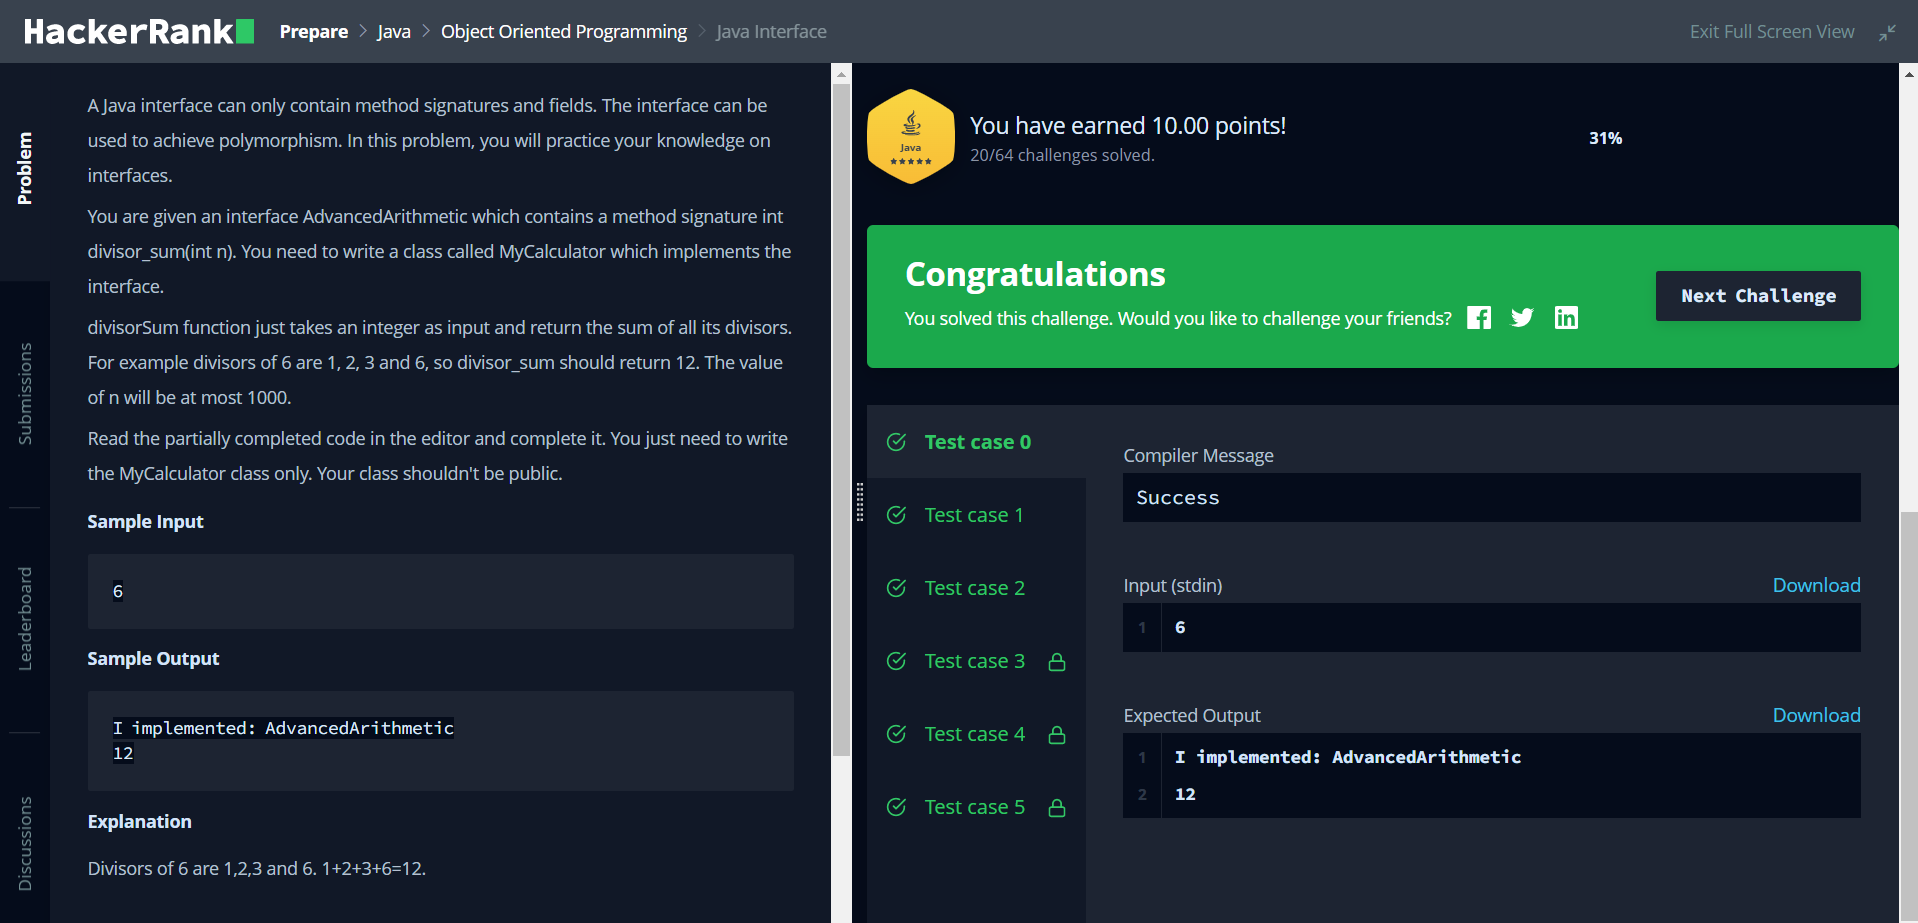 HackerRank Prepare > Java > Object Oriented Programming > Java Interface
Exit Full Screen View
Problem
Submissions
Leaderboard
Discussions
A Java interface can only contain method signatures and fields. The interface can be
used to achieve polymorphism. In this problem, you will practice your knowledge on
interfaces.
You are given an interface AdvancedArithmetic which contains a method signature int
divisor_sum(int n). You need to write a class called MyCalculator which implements the
interface.
divisorSum function just takes an integer as input and return the sum of all its divisors.
For example divisors of 6 are 1, 2, 3 and 6, so divisor_sum should return 12. The value
of n will be at most 1000.
Read the partially completed code in the editor and complete it. You just need to write
the MyCalculator class only. Your class shouldn't be public.
Sample Input
6
Sample Output
I implemented: AdvancedArithmetic
12
Explanation
Divisors of 6 are 1,2,3 and 6. 1+2+3+6=12.
Java
You have earned 10.00 points!
20/64 challenges solved.
31%
Congratulations
You solved this challenge. Would you like to challenge your friends?
Next Challenge
Test case 0
Test case 1
Test case 2
Test case 3
Test case 4
Test case 5
Compiler Message
Success
Input (stdin)
Download
1 6
Expected Output
Download
1 I implemented: AdvancedArithmetic
2 12